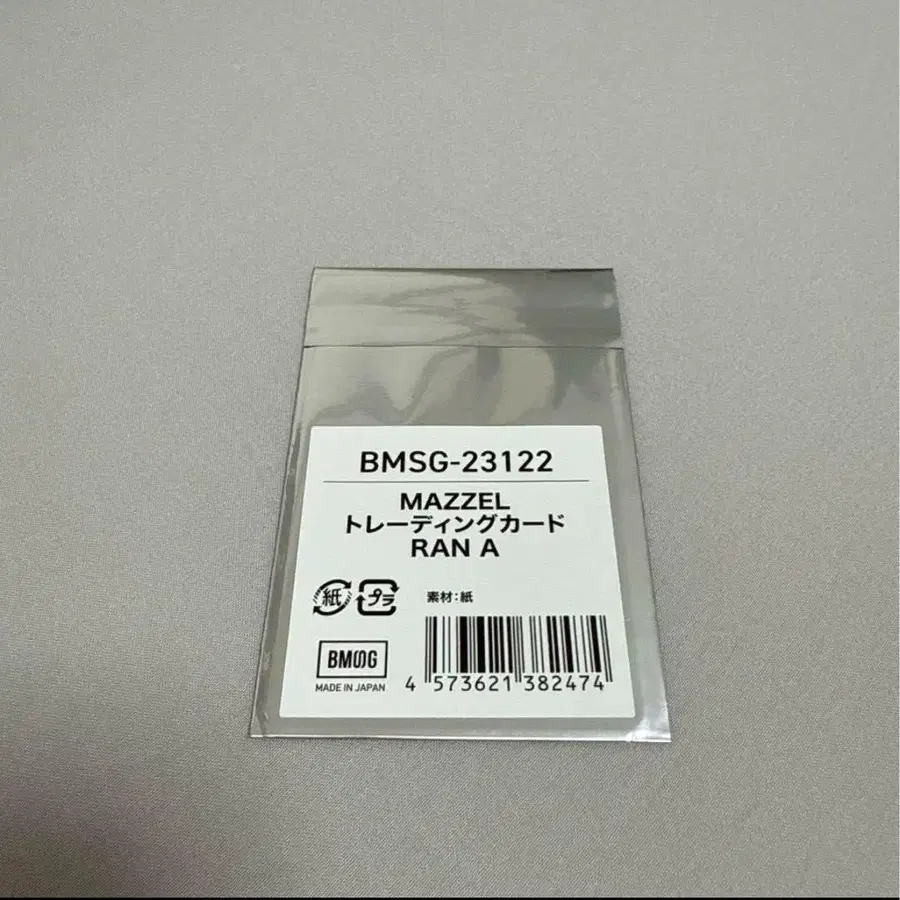 BMSG-23122
MAZZEL
トレーディングカード
RAN A
紙 プラ 素材:紙
BMSG
MADE IN JAPAN
4 573621 382474